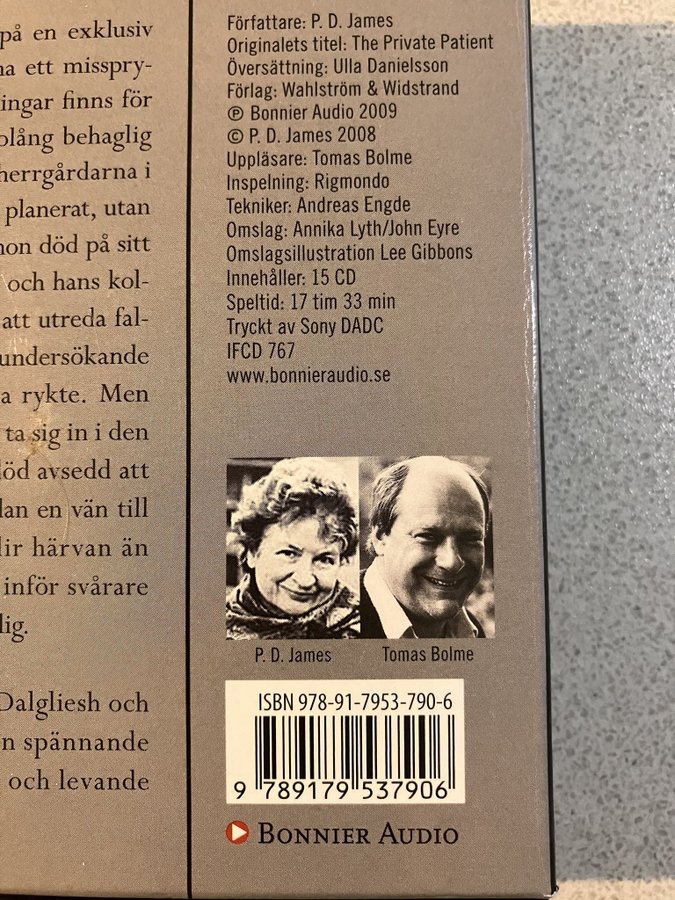 på en exklusiv
na ett misspry-
ingar finns för
olång behaglig
herrgårdarna i
planerat, utan
hon död på sitt
och hans kol-
att utreda fal-
undersökande
a rykte. Men
ta sig in i den
död avsedd att
dan en vän till
lir härvan än
inför svårare
lig.
Dalgliesh och
n spännande
och levande
Författare: P. D. James
Originalets titel: The Private Patient
Översättning: Ulla Danielsson
Förlag: Wahlström & Widstrand
℗ Bonnier Audio 2009
© P. D. James 2008
Uppläsare: Tomas Bolme
Inspelning: Rigmondo
Tekniker: Andreas Engde
Omslag: Annika Lyth/John Eyre
Omslagsillustration Lee Gibbons
Innehåller: 15 CD
Speltid: 17 tim 33 min
Tryckt av Sony DADC
IFCD 767
www.bonnieraudio.se
P. D. James
Tomas Bolme
ISBN 978-91-7953-790-6
9 789179 537906
Bonnier Audio